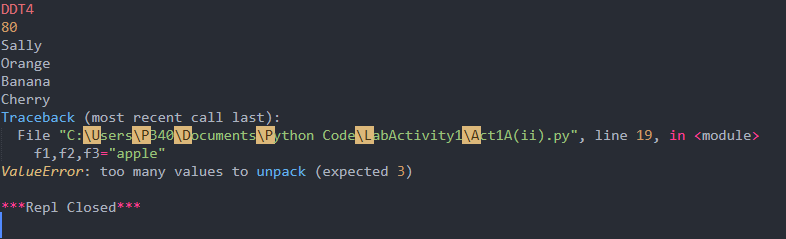 DDT4
80
Sally
Orange
Banana
Cherry
Traceback (most recent call last):
  File "C:\Users\P340\Documents\Python Code\LabActivity1\Act1A(ii).py", line 19, in <module>
    f1,f2,f3="apple"
ValueError: too many values to unpack (expected 3)

***Repl Closed***